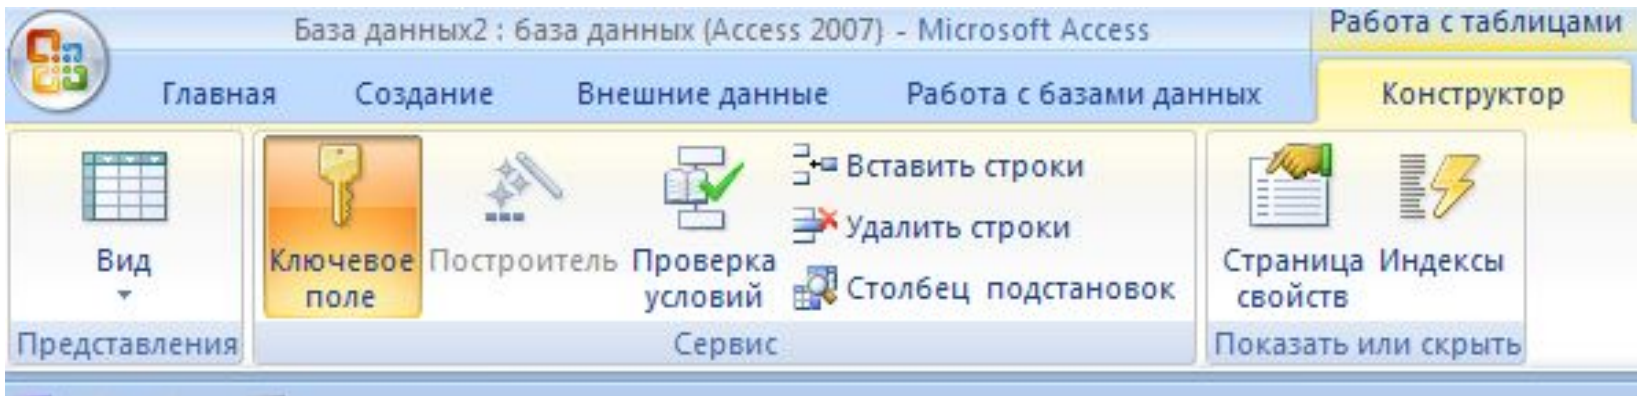 База данных2 : база данных (Access 2007) - Microsoft Access
Работа с таблицами
Главная
Создание
Внешние данные
Работа с базами данных
Конструктор
Вид
Ключевое
поле
Построитель
Проверка
условий
Вставить строки
Удалить строки
Столбец подстановок
Страница
свойств
Индексы
Представления
Сервис
Показать или скрыть